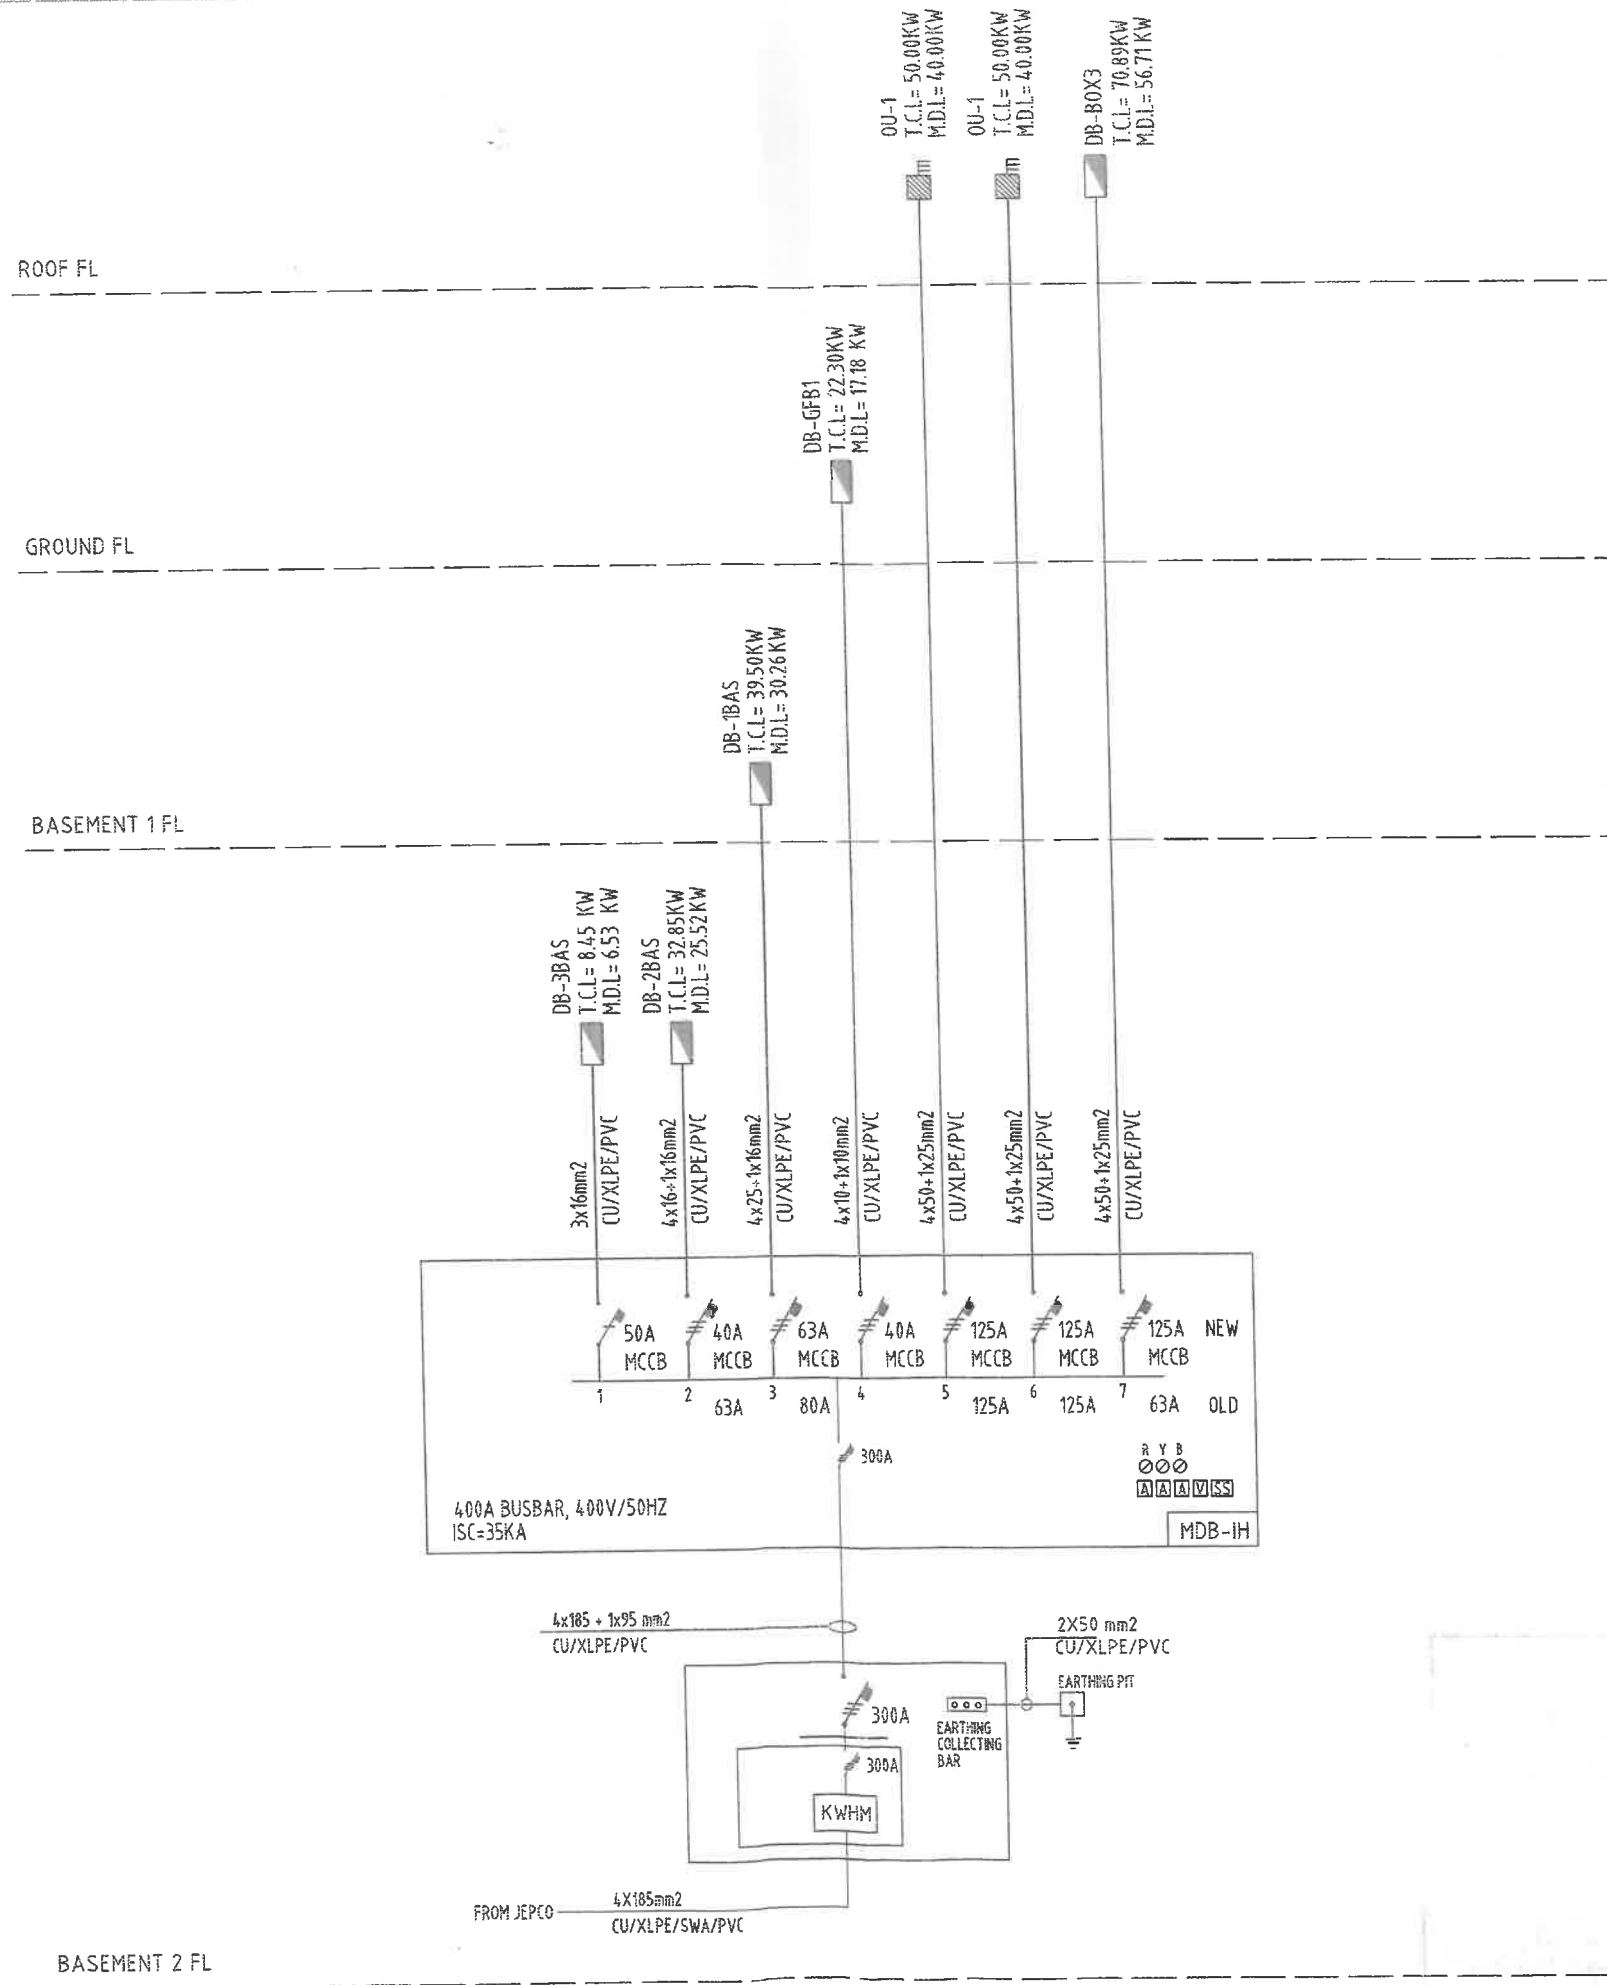 OU-1
T.C.L= 50.00KW
M.D.L= 40.00KW
OU-1
T.C.L= 50.00KW
M.D.L= 40.00KW
DB-BOX3
T.C.L= 70.89KW
M.D.L= 56.71KW
ROOF FL
DB-GFB1
T.C.L= 22.30KW
M.D.L= 17.18 KW
GROUND FL
DB-1BAS
T.C.L= 39.50KW
M.D.L= 30.26KW
BASEMENT 1 FL
DB-3BAS
T.C.L= 8.45 KW
M.D.L= 6.53 KW
DB-2BAS
T.C.L= 32.85KW
M.D.L= 25.52KW
3x16mm2
CU/XLPE/PVC
4x16+1x16mm2
CU/XLPE/PVC
4x25+1x16mm2
CU/XLPE/PVC
4x10+1x10mm2
CU/XLPE/PVC
4x50+1x25mm2
CU/XLPE/PVC
4x50+1x25mm2
CU/XLPE/PVC
4x50+1x25mm2
CU/XLPE/PVC
50A 40A 63A 40A 125A 125A 125A NEW
MCCB MCCB MCCB MCCB MCCB MCCB MCCB
1 2 3 4 5 6 7
63A 80A 125A 125A 63A OLD
300A
R Y B
A A A V SS
400A BUSBAR, 400V/50HZ
ISC=35KA
MDB-IH
4x185 + 1x95 mm2
CU/XLPE/PVC
2X50 mm2
CU/XLPE/PVC
EARTHING PIT
300A
EARTHING
COLLECTING
BAR
300A
KWHM
4X185mm2
FROM JEPCO
CU/XLPE/SWA/PVC
BASEMENT 2 FL